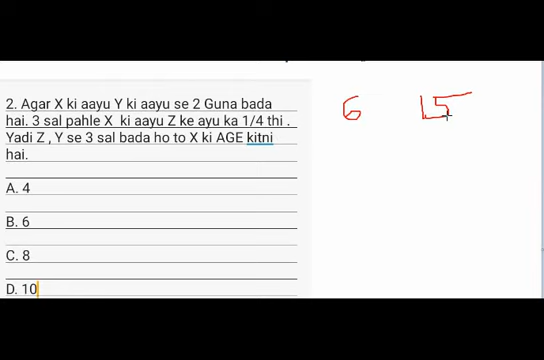 2. Agar X ki aayu Y ki aayu se 2 Guna bada
hai. 3 sal pahle X ki aayu Z ke ayu ka 1/4 thi .
Yadi Z , Y se 3 sal bada ho to X ki AGE kitni
hai.
A. 4
B. 6
C. 8
D. 10
6 15